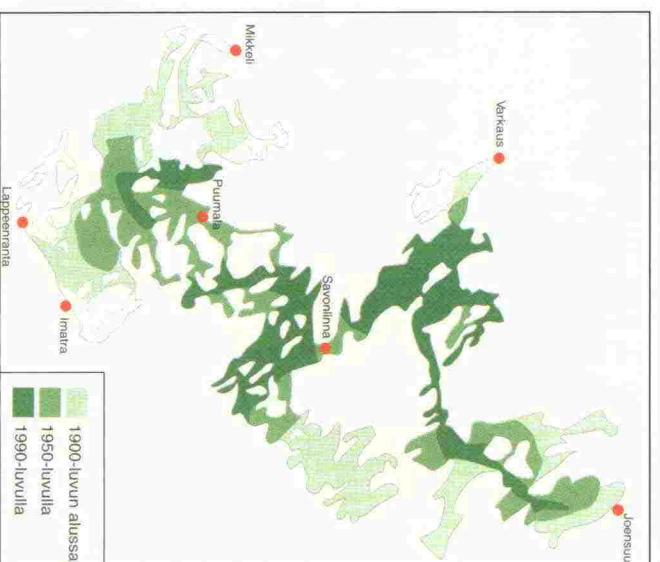 Joensuu
Varkaus
Savonlinna
Mikkeli
Puumala
Imatra
Lappeenranta
1900-luvun alussa
1950-luvulla
1990-luvulla